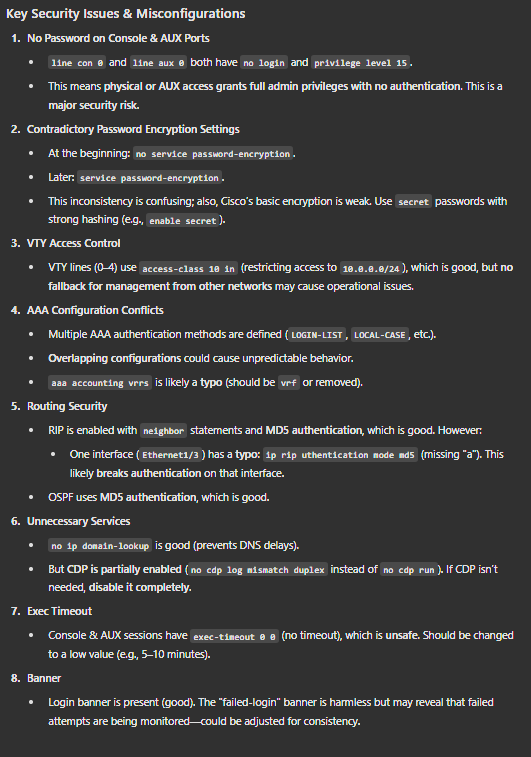 Key Security Issues & Misconfigurations
1. No Password on Console & AUX Ports
• line con 0 and line aux 0 both have no login and privilege level 15.
• This means physical or AUX access grants full admin privileges with no authentication. This is a
major security risk.
2. Contradictory Password Encryption Settings
• At the beginning: no service password-encryption.
• Later: service password-encryption.
• This inconsistency is confusing; also, Cisco's basic encryption is weak. Use secret passwords with
strong hashing (e.g., enable secret).
3. VTY Access Control
• VTY lines (0–4) use access-class 10 in (restricting access to 10.0.0.0/24), which is good, but no
fallback for management from other networks may cause operational issues.
4. AAA Configuration Conflicts
• Multiple AAA authentication methods are defined (LOGIN-LIST, LOCAL-CASE, etc.).
• Overlapping configurations could cause unpredictable behavior.
• aaa accounting vrrs is likely a typo (should be vrf or removed).
5. Routing Security
• RIP is enabled with neighbor statements and MD5 authentication, which is good. However:
• One interface (Ethernet1/3) has a typo: ip rip uthentication mode md5 (missing "a"). This
likely breaks authentication on that interface.
• OSPF uses MD5 authentication, which is good.
6. Unnecessary Services
• no ip domain-lookup is good (prevents DNS delays).
• But CDP is partially enabled (no cdp log mismatch duplex instead of no cdp run). If CDP isn't
needed, disable it completely.
7. Exec Timeout
• Console & AUX sessions have exec-timeout 0 0 (no timeout), which is unsafe. Should be changed
to a low value (e.g., 5–10 minutes).
8. Banner
• Login banner is present (good). The "failed-login" banner is harmless but may reveal that failed
attempts are being monitored—could be adjusted for consistency.